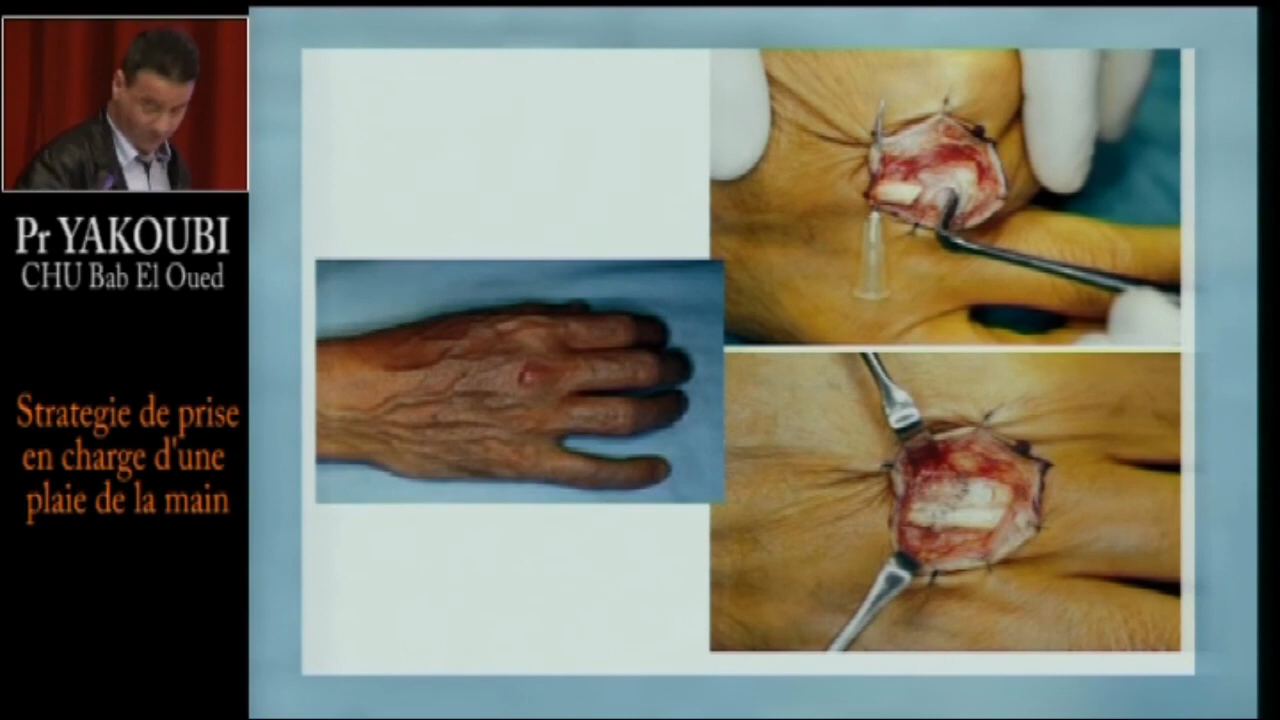 Pr YAKOUBI
CHU Bab El Oued
Strategie de prise
en charge d'une
plaie de la main